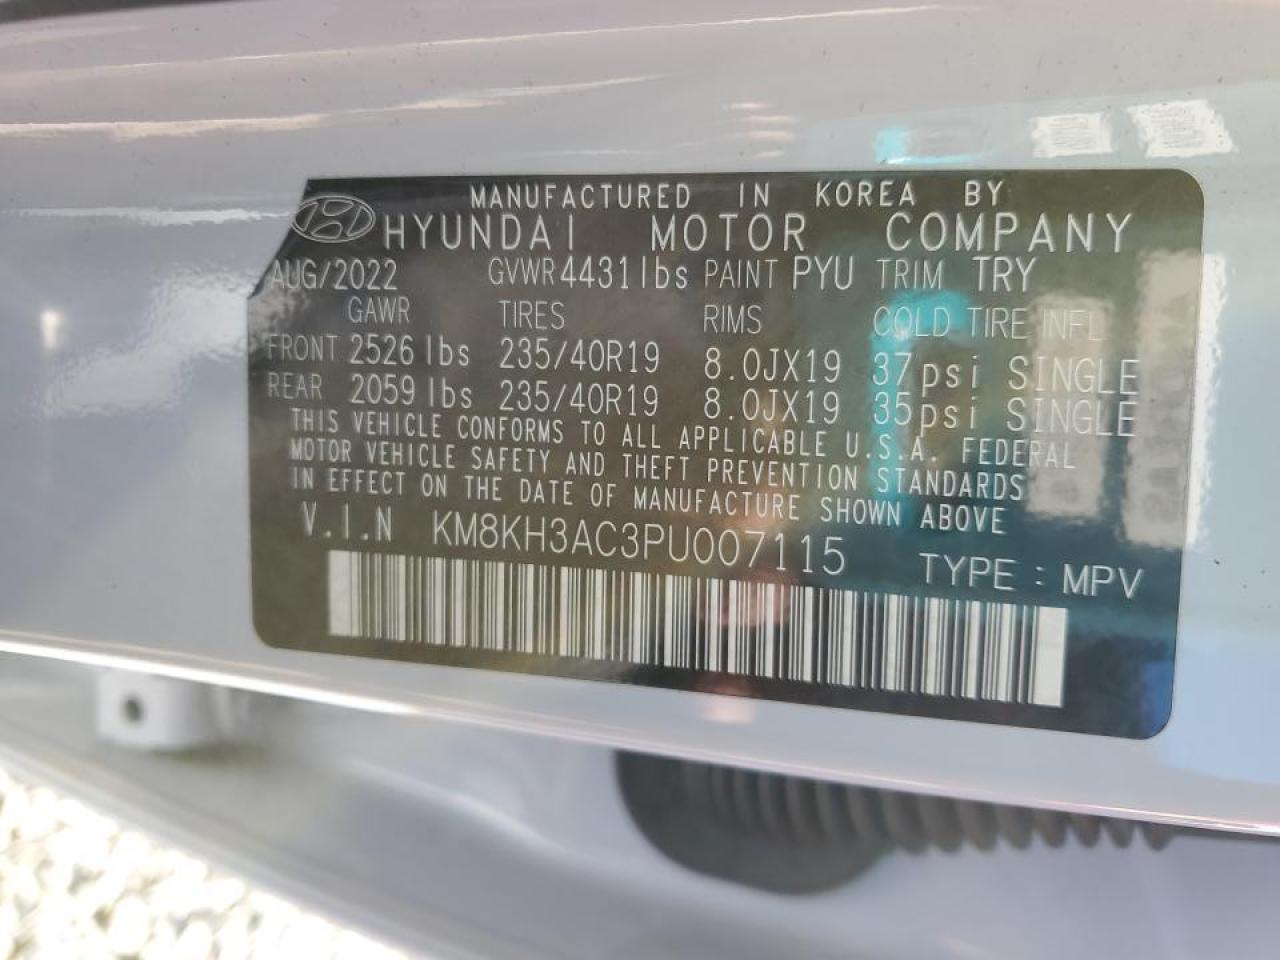 MANUFACTURED IN KOREA BY
HYUNDAI MOTOR COMPANY
AUG/2022 GVWR 4431 lbs PAINT PYU TRIM TRY
GAWR TIRES RIMS COLD TIRE INFL
FRONT 2526 lbs 235/40R19 8.0JX19 37psi SINGLE
REAR 2059 lbs 235/40R19 8.0JX19 35psi SINGLE
THIS VEHICLE CONFORMS TO ALL APPLICABLE U.S.A. FEDERAL
MOTOR VEHICLE SAFETY AND THEFT PREVENTION STANDARDS
IN EFFECT ON THE DATE OF MANUFACTURE SHOWN ABOVE
V.I.N KM8KH3AC3PU007115 TYPE : MPV